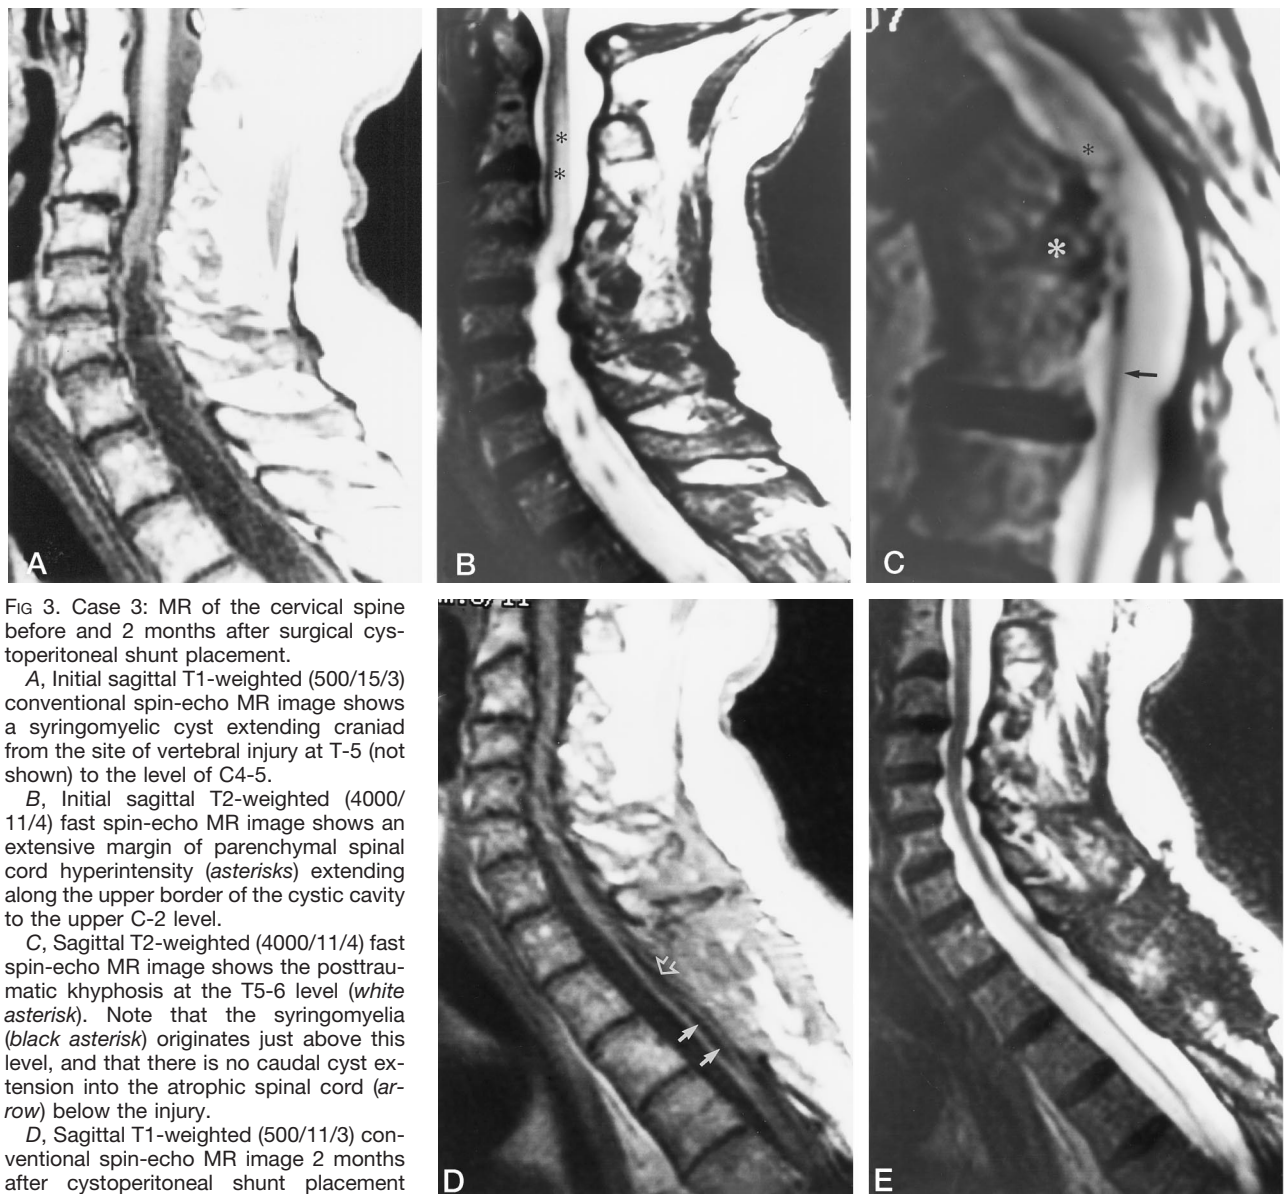 A
B
C
FIG 3. Case 3: MR of the cervical spine
before and 2 months after surgical cys-
toperitoneal shunt placement.
A, Initial sagittal T1-weighted (500/15/3)
conventional spin-echo MR image shows
a syringomyelic cyst extending craniad
from the site of vertebral injury at T-5 (not
shown) to the level of C4-5.
B, Initial sagittal T2-weighted (4000/
11/4) fast spin-echo MR image shows an
extensive margin of parenchymal spinal
cord hyperintensity (asterisks) extending
along the upper border of the cystic cavity
to the upper C-2 level.
C, Sagittal T2-weighted (4000/11/4) fast
spin-echo MR image shows the posttrau-
matic khyphosis at the T5-6 level (white
asterisk). Note that the syringomyelia
(black asterisk) originates just above this
level, and that there is no caudal cyst ex-
tension into the atrophic spinal cord (ar-
row) below the injury.
D, Sagittal T1-weighted (500/11/3) con-
ventional spin-echo MR image 2 months
after cystoperitoneal shunt placement
D
E